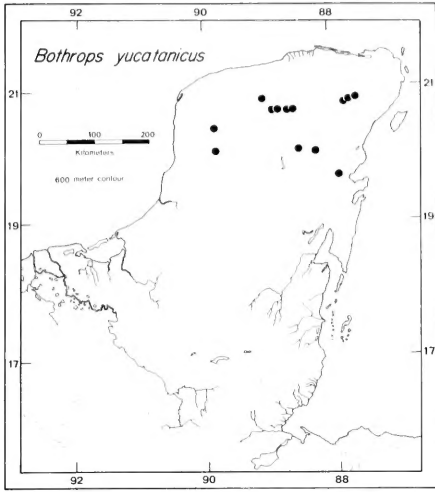 92 90 88
Bothrops yucatanicus
21 21
0 100 200
Kilometers
600 meter contour
19 19
17 17
92 90 88